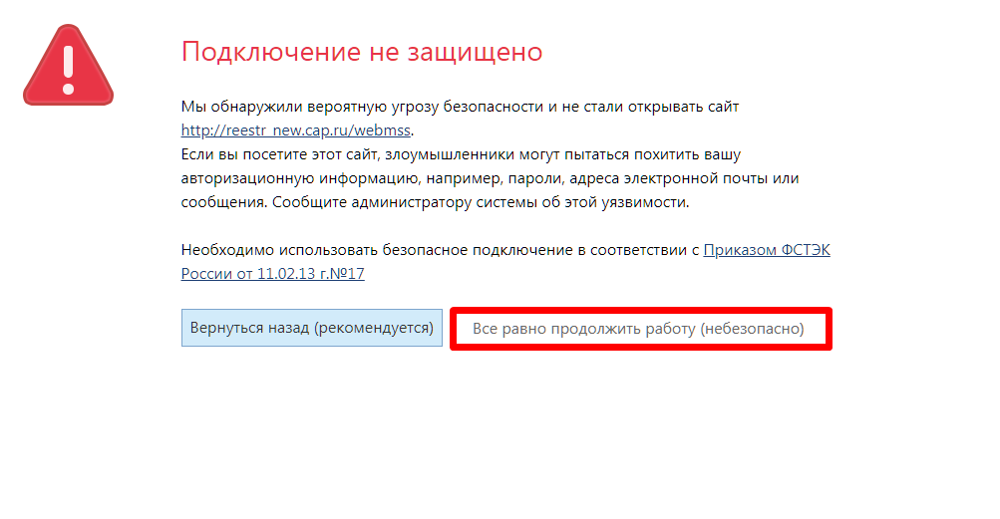 Подключение не защищено
Мы обнаружили вероятную угрозу безопасности и не стали открывать сайт
http://reestr_new.cap.ru/webmss.
Если вы посетите этот сайт, злоумышленники могут пытаться похитить вашу
авторизационную информацию, например, пароли, адреса электронной почты или
сообщения. Сообщите администратору системы об этой уязвимости.
Необходимо использовать безопасное подключение в соответствии с Приказом ФСТЭК
России от 11.02.13 г.№17
Вернуться назад (рекомендуется)
Все равно продолжить работу (небезопасно)